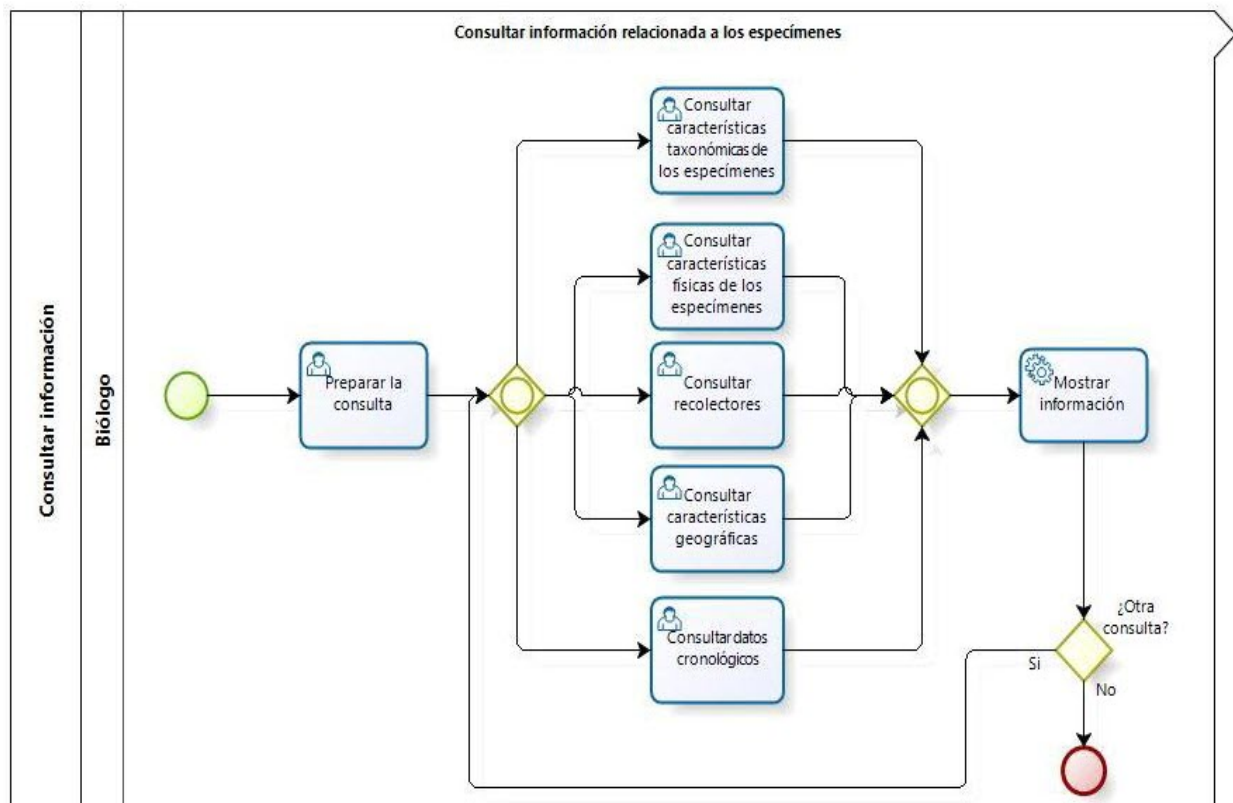 Consultar información relacionada a los especímenes
Consultar información
Biólogo
Preparar la
consulta
Consultar
características
taxonómicas de
los especímenes
Consultar
características
físicas de los
especímenes
Consultar
recolectores
Consultar
características
geográficas
Consultar datos
cronológicos
Mostrar
información
¿Otra
consulta?
Si
No